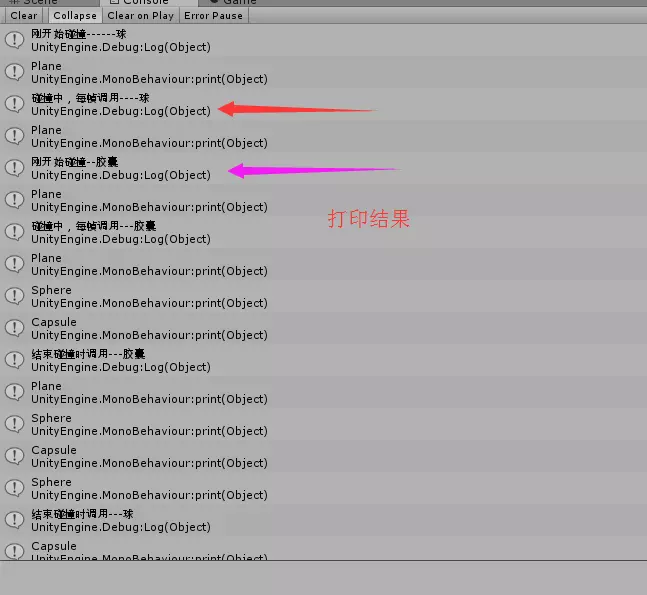 Scene
Console
Game
Clear
Collapse
Clear on Play
Error Pause
刚开始碰撞------球
UnityEngine.Debug:Log(Object)
Plane
UnityEngine.MonoBehaviour:print(Object)
碰撞中，每帧调用----球
UnityEngine.Debug:Log(Object)
Plane
UnityEngine.MonoBehaviour:print(Object)
刚开始碰撞--胶囊
UnityEngine.Debug:Log(Object)
Plane
UnityEngine.MonoBehaviour:print(Object)
打印结果
碰撞中，每帧调用---胶囊
UnityEngine.Debug:Log(Object)
Plane
UnityEngine.MonoBehaviour:print(Object)
Sphere
UnityEngine.MonoBehaviour:print(Object)
Capsule
UnityEngine.MonoBehaviour:print(Object)
结束碰撞时调用---胶囊
UnityEngine.Debug:Log(Object)
Plane
UnityEngine.MonoBehaviour:print(Object)
Sphere
UnityEngine.MonoBehaviour:print(Object)
Capsule
UnityEngine.MonoBehaviour:print(Object)
Sphere
UnityEngine.MonoBehaviour:print(Object)
结束碰撞时调用---球
UnityEngine.Debug:Log(Object)
Capsule
UnityEngine.MonoBehaviour:print(Object)